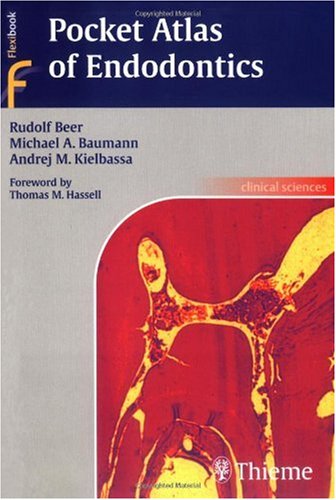 Flexibook
F
Pocket Atlas
of Endodontics
Rudolf Beer
Michael A. Baumann
Andrej M. Kielbassa
Foreword by
Thomas M. Hassell
clinical sciences
Thieme